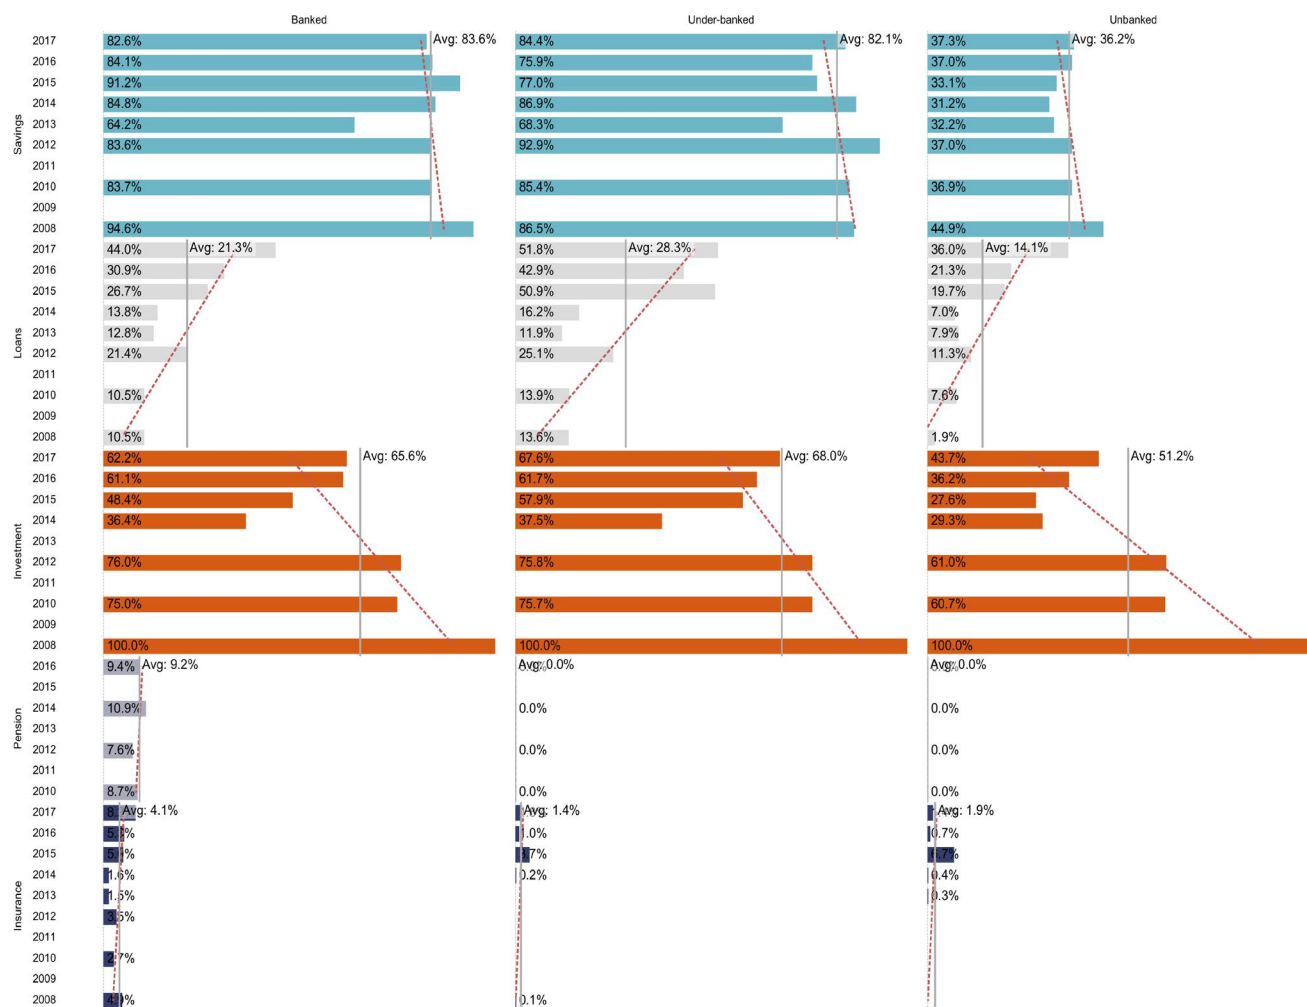 Banked Under-banked Unbanked
Savings
2017 82.6% Avg: 83.6% 84.4% Avg: 82.1% 37.3% Avg: 36.2%
2016 84.1% 75.9% 37.0%
2015 91.2% 77.0% 33.1%
2014 84.8% 86.9% 31.2%
2013 64.2% 68.3% 32.2%
2012 83.6% 92.9% 37.0%
2011
2010 83.7% 85.4% 36.9%
2009
2008 94.6% 86.5% 44.9%
Loans
2017 44.0% Avg: 21.3% 51.8% Avg: 28.3% 36.0% Avg: 14.1%
2016 30.9% 42.9% 21.3%
2015 26.7% 50.9% 19.7%
2014 13.8% 16.2% 7.0%
2013 12.8% 11.9% 7.9%
2012 21.4% 25.1% 11.3%
2011
2010 10.5% 13.9% 7.6%
2009
2008 10.5% 13.6% 1.9%
Investment
2017 62.2% Avg: 65.6% 67.6% Avg: 68.0% 43.7% Avg: 51.2%
2016 61.1% 61.7% 36.2%
2015 48.4% 57.9% 27.6%
2014 36.4% 37.5% 29.3%
2013
2012 76.0% 75.8% 61.0%
2011
2010 75.0% 75.7% 60.7%
2009
2008 100.0% 100.0% 100.0%
Pension
2016 9.4% Avg: 9.2% Avg: 0.0% Avg: 0.0%
2015
2014 10.9% 0.0% 0.0%
2013
2012 7.6% 0.0% 0.0%
2011
2010 8.7% 0.0% 0.0%
Insurance
2017 Avg: 4.1% Avg: 1.4% Avg: 1.9%
2016 1.0% 0.7%
2015
2014 1.6% 0.2% 0.4%
2013 1.5% 0.3%
2012 3.5%
2011
2010 2.7%
2009
2008 4.9% 0.1%